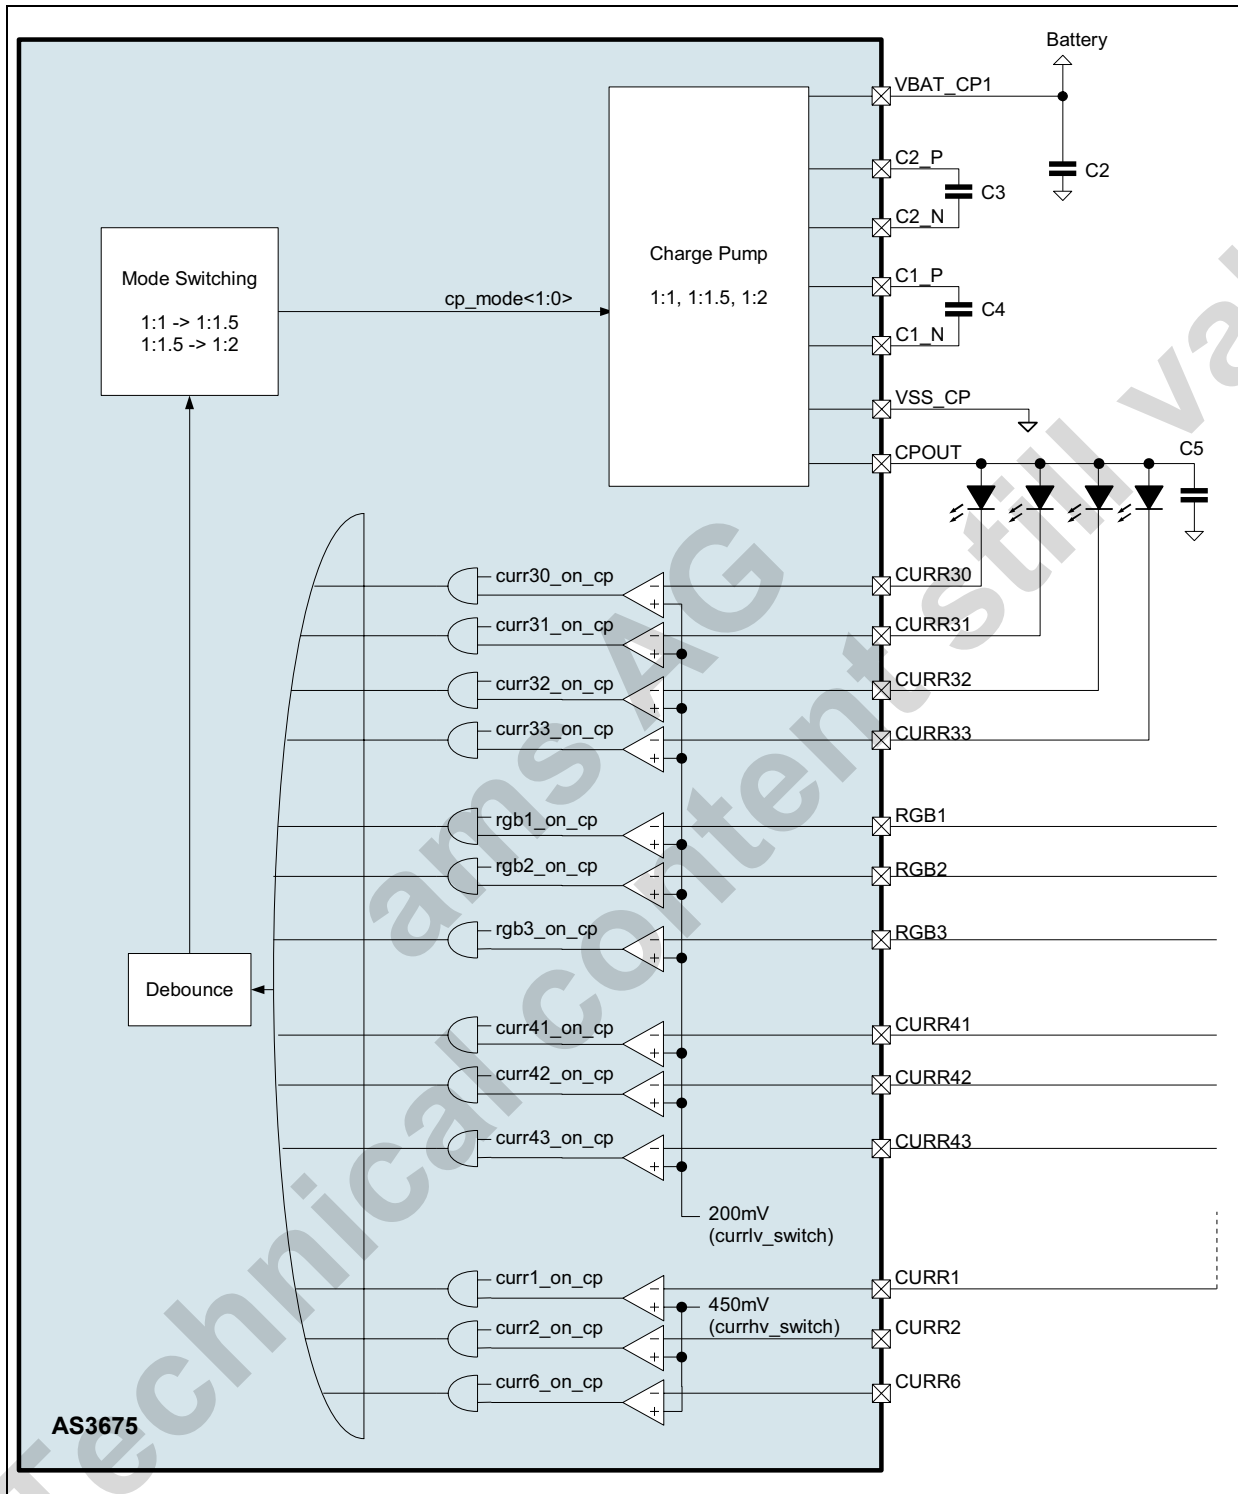 Battery
VBAT_CP1
C2_P
C2
C3
C2_N
Mode Switching
1:1 -> 1:1.5
1:1.5 -> 1:2
cp_mode<1:0>
Charge Pump
1:1, 1:1.5, 1:2
C1_P
C4
C1_N
VSS_CP
CPOUT
C5
curr30_on_cp
CURR30
curr31_on_cp
CURR31
curr32_on_cp
CURR32
curr33_on_cp
CURR33
rgb1_on_cp
RGB1
rgb2_on_cp
RGB2
rgb3_on_cp
RGB3
Debounce
curr41_on_cp
CURR41
curr42_on_cp
CURR42
curr43_on_cp
CURR43
200mV
(currlv_switch)
curr1_on_cp
CURR1
450mV
(currhv_switch)
curr2_on_cp
CURR2
curr6_on_cp
CURR6
AS3675
ams AG
Technical content still